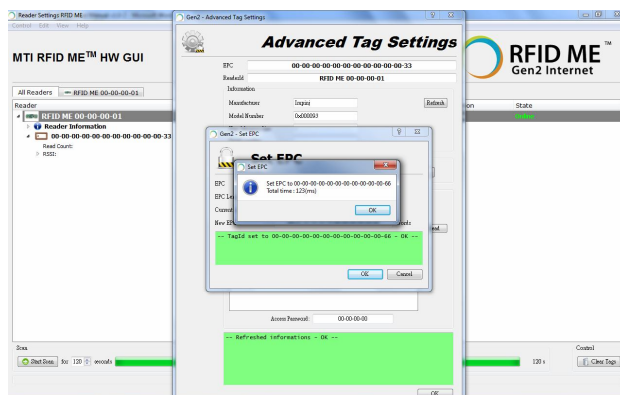 Reader Settings RFID ME
Control Edit View Help
MTI RFID ME™ HW GUI
All Readers
RFID ME 00-00-00-01
Reader
RFID ME 00-00-00-01
Reader Information
00-00-00-00-00-00-00-00-00-00-00-33
Read Count:
RSSI:
Scan
Start Scan for 120 seconds
Gen2 - Advanced Tag Settings
Advanced Tag Settings
EPC 00-00-00-00-00-00-00-00-00-00-00-33
ReaderId RFID ME 00-00-00-01
Information
Manufacturer Impinj Refresh
Model Number 0x000093
Gen2 - Set EPC
Set EPC
EPC
Set EPC
Set EPC to 00-00-00-00-00-00-00-00-00-00-00-66
Total time : 123(ms)
OK
New
-- TagId set to 00-00-00-00-00-00-00-00-00-00-00-66 - OK --
OK Cancel
Access Password: 00-00-00-00
-- Refreshed informations - OK --
OK
RFID ME™
Gen2 Internet
State
Control
120 s
Clear Tags